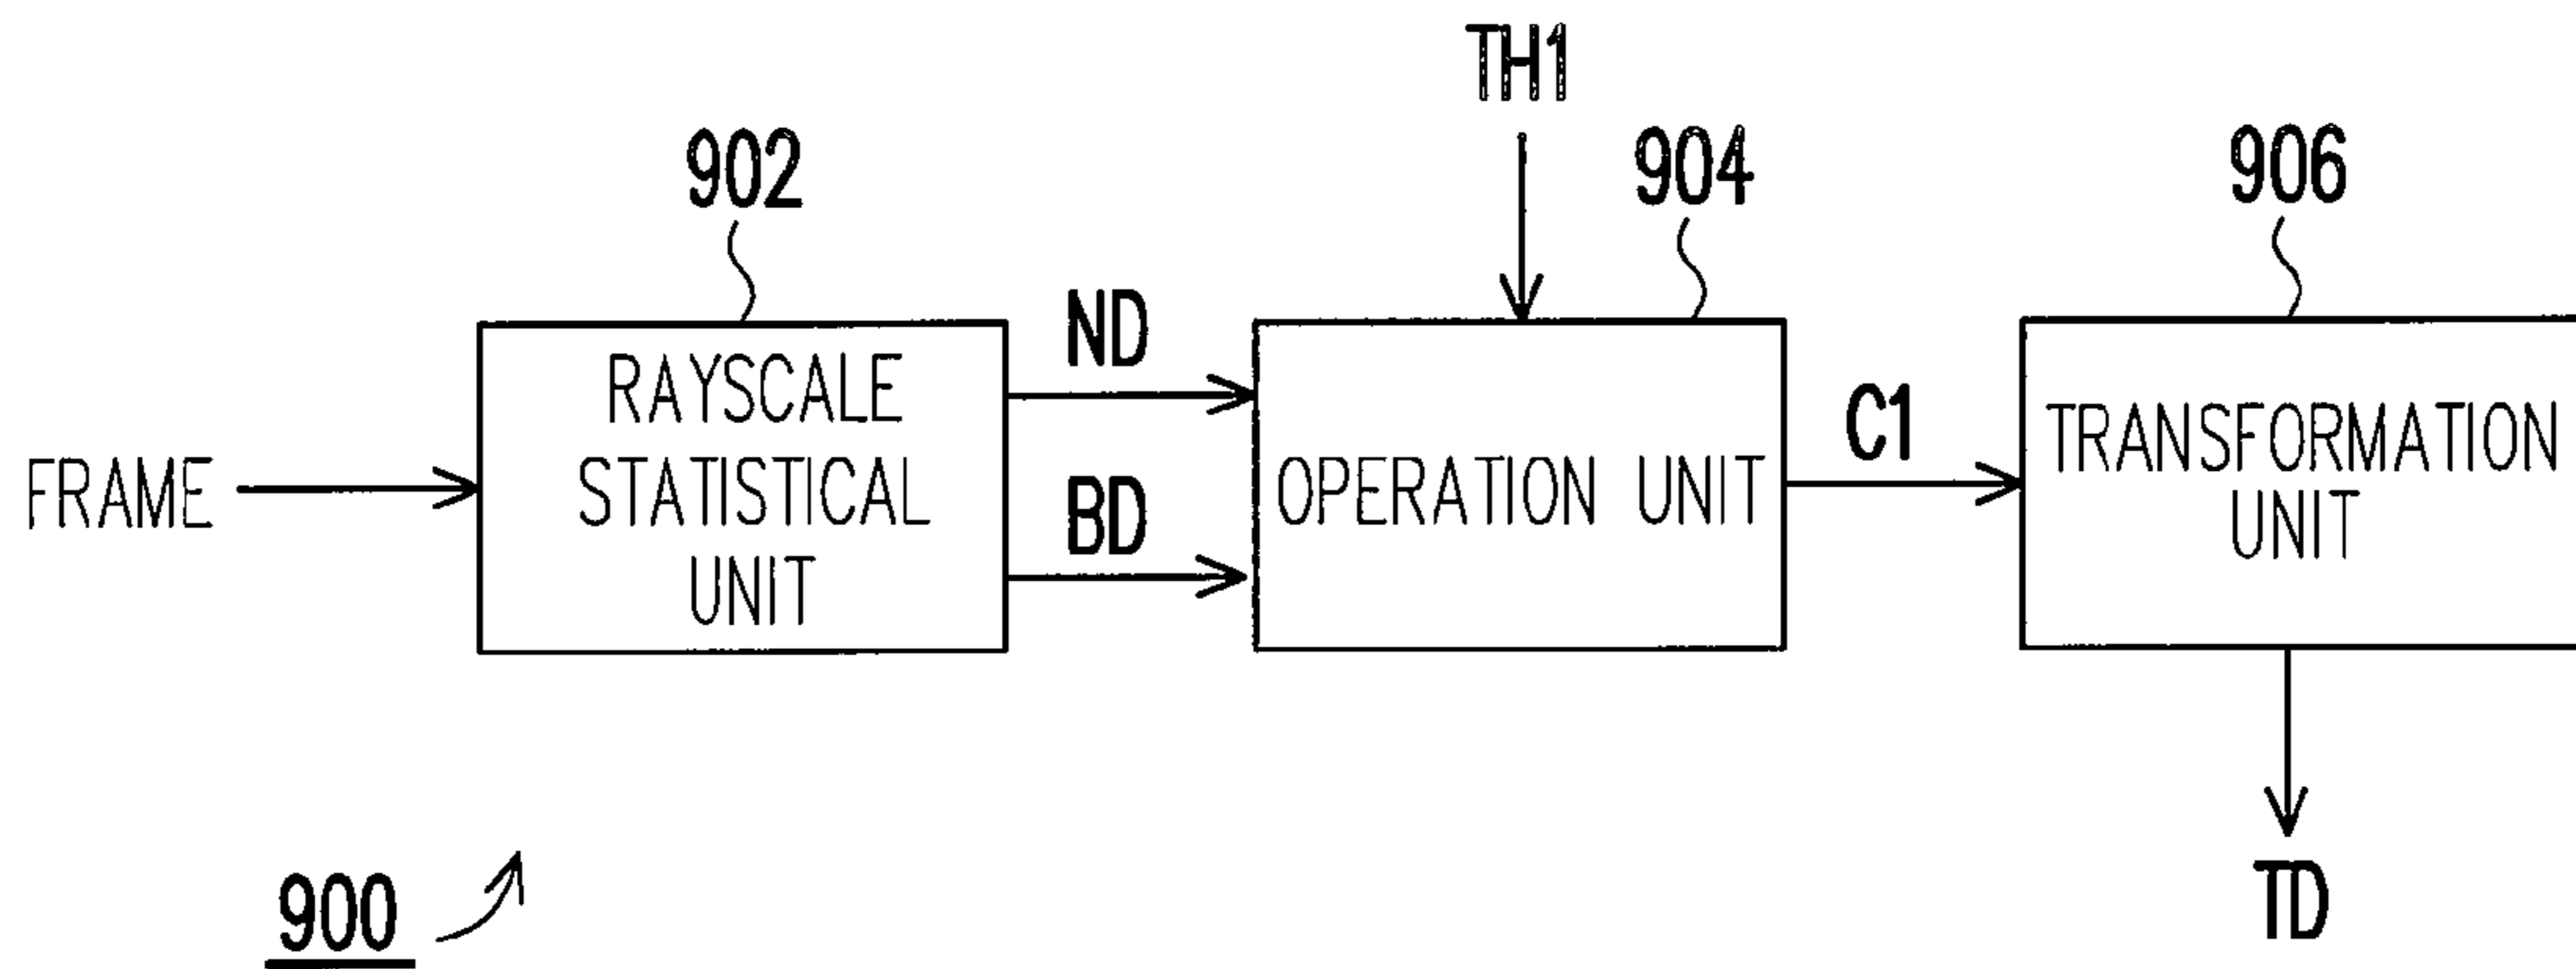 TH1
902
904
906
FRAME
RAYSCALE
STATISTICAL
UNIT
ND
BD
OPERATION UNIT
C1
TRANSFORMATION
UNIT
TD
900